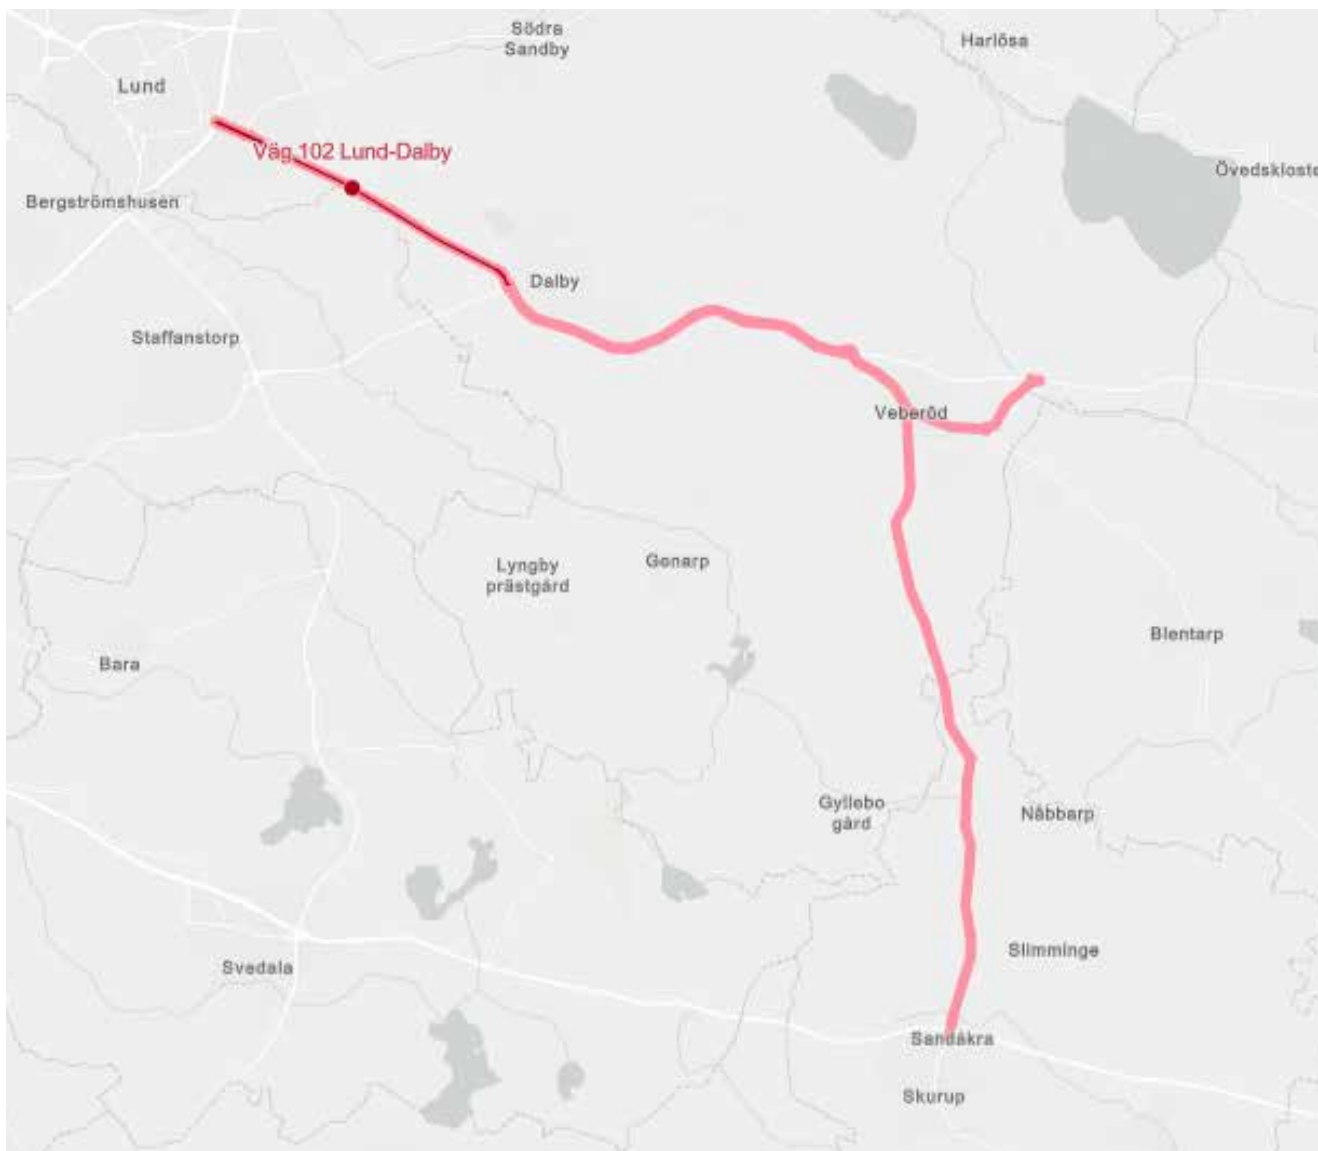 Södra
Sandby
Harlösa
Lund
Väg 102 Lund-Dalby
Övedskloste
Bergströmshusen
Dalby
Staffanstorp
Veberöd
Lyngby
prästgård
Genarp
Blentarp
Bara
Gyllebo
gård
Nåbbarp
Slimminge
Svedala
Sandåkra
Skurup